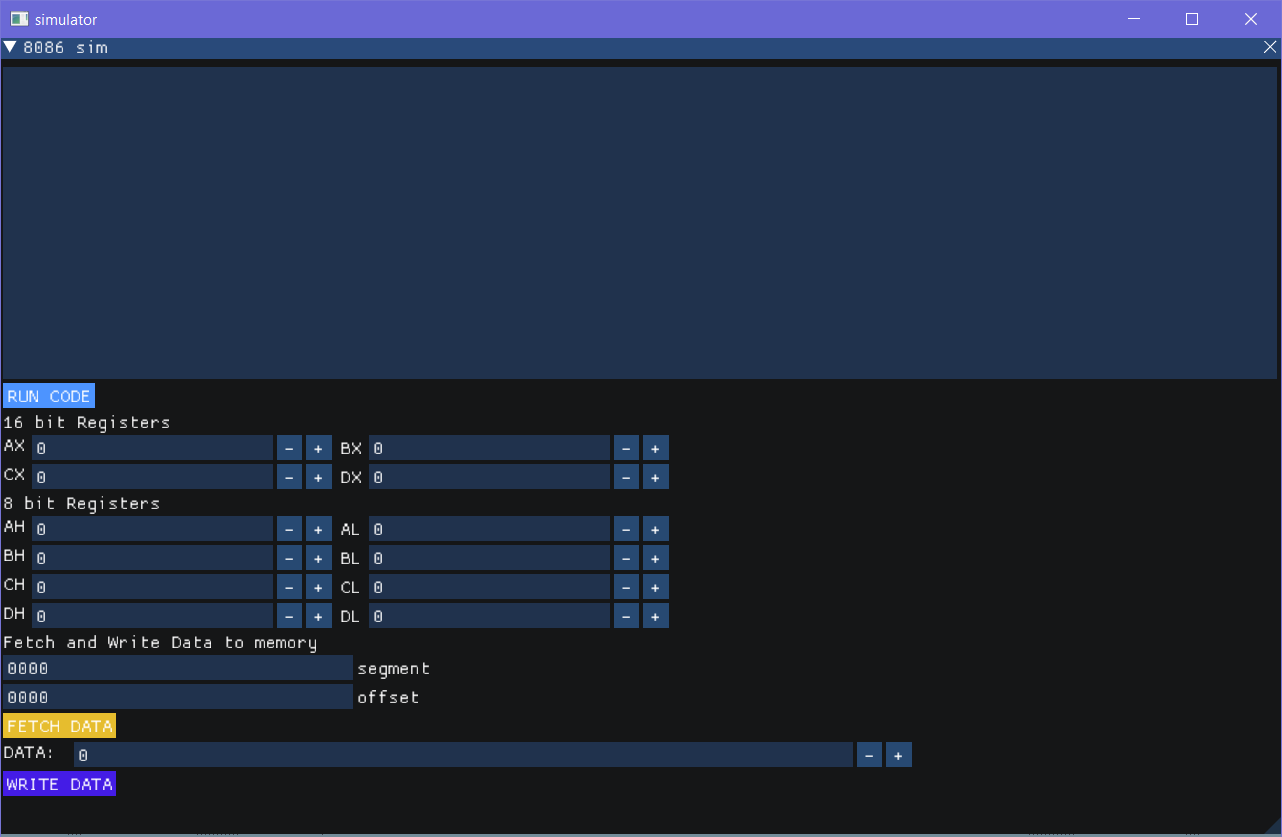 simulator
8086 sim
RUN CODE
16 bit Registers
AX 0 - + BX 0 - +
CX 0 - + DX 0 - +
8 bit Registers
AH 0 - + AL 0 - +
BH 0 - + BL 0 - +
CH 0 - + CL 0 - +
DH 0 - + DL 0 - +
Fetch and Write Data to memory
0000 segment
0000 offset
FETCH DATA
DATA: 0 - +
WRITE DATA